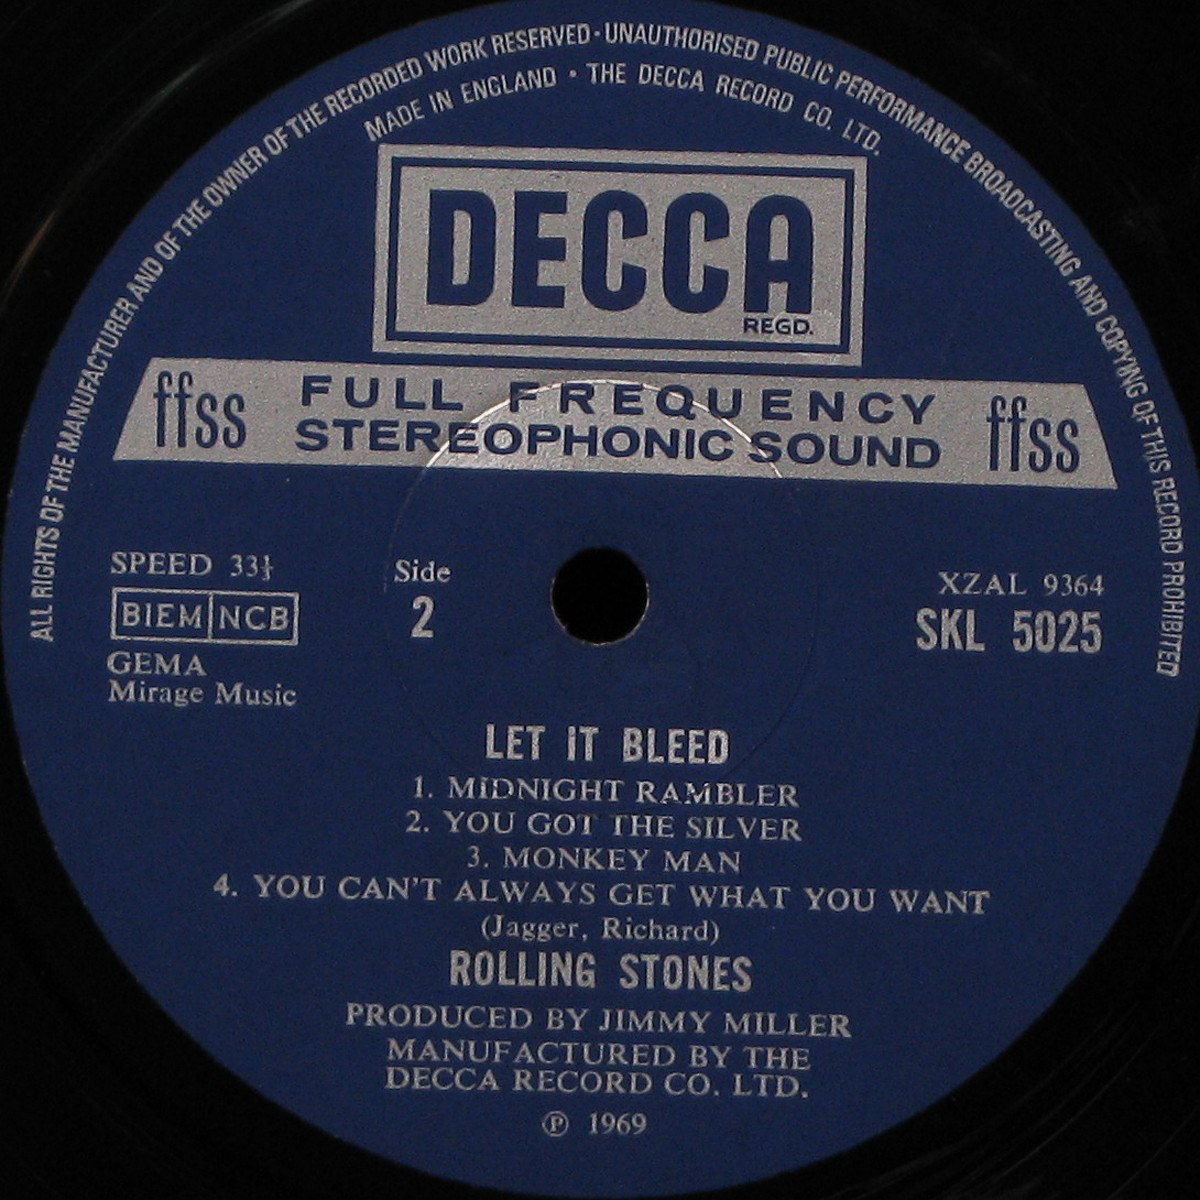 ALL RIGHTS OF THE MANUFACTURER AND OF THE OWNER OF THE RECORDED WORK RESERVED · UNAUTHORISED PUBLIC PERFORMANCE BROADCASTING AND COPYING OF THIS RECORD PROHIBITED
MADE IN ENGLAND · THE DECCA RECORD CO. LTD.
DECCA
REGD.
ffss FULL FREQUENCY ffss
STEREOPHONIC SOUND
SPEED 33⅓ Side XZAL 9364
BIEM NCB 2 SKL 5025
GEMA
Mirage Music
LET IT BLEED
1. MIDNIGHT RAMBLER
2. YOU GOT THE SILVER
3. MONKEY MAN
4. YOU CAN'T ALWAYS GET WHAT YOU WANT
(Jagger, Richard)
ROLLING STONES
PRODUCED BY JIMMY MILLER
MANUFACTURED BY THE
DECCA RECORD CO. LTD.
Ⓟ 1969